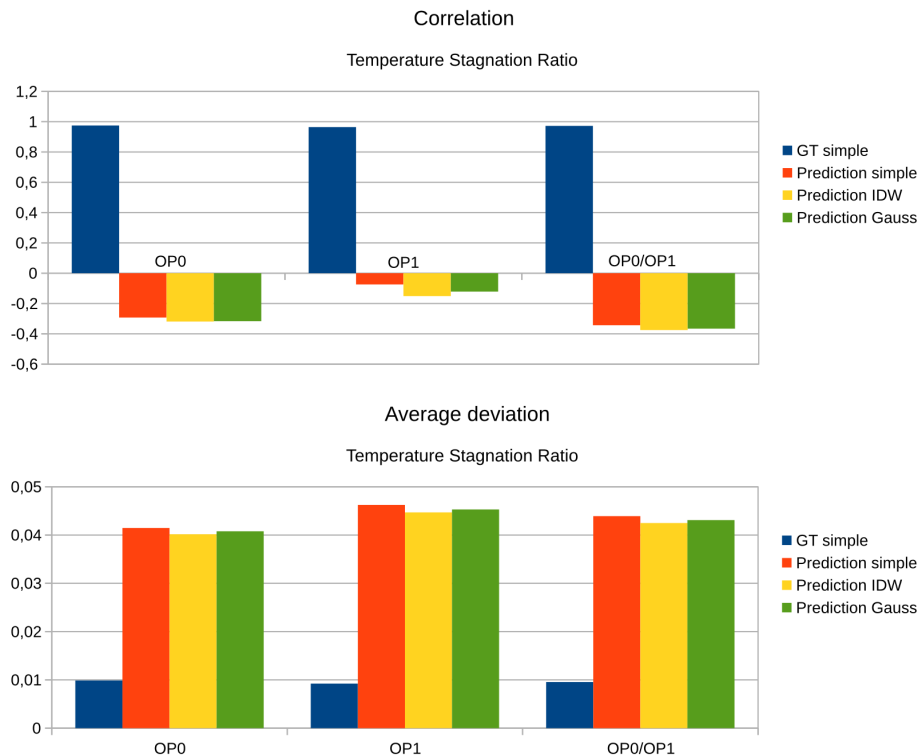 Correlation
Temperature Stagnation Ratio
1,2
1
0,8
0,6
0,4
0,2
0
-0,2
-0,4
-0,6
OP0
OP1
OP0/OP1
GT simple
Prediction simple
Prediction IDW
Prediction Gauss
Average deviation
Temperature Stagnation Ratio
0,05
0,04
0,03
0,02
0,01
0
OP0
OP1
OP0/OP1
GT simple
Prediction simple
Prediction IDW
Prediction Gauss